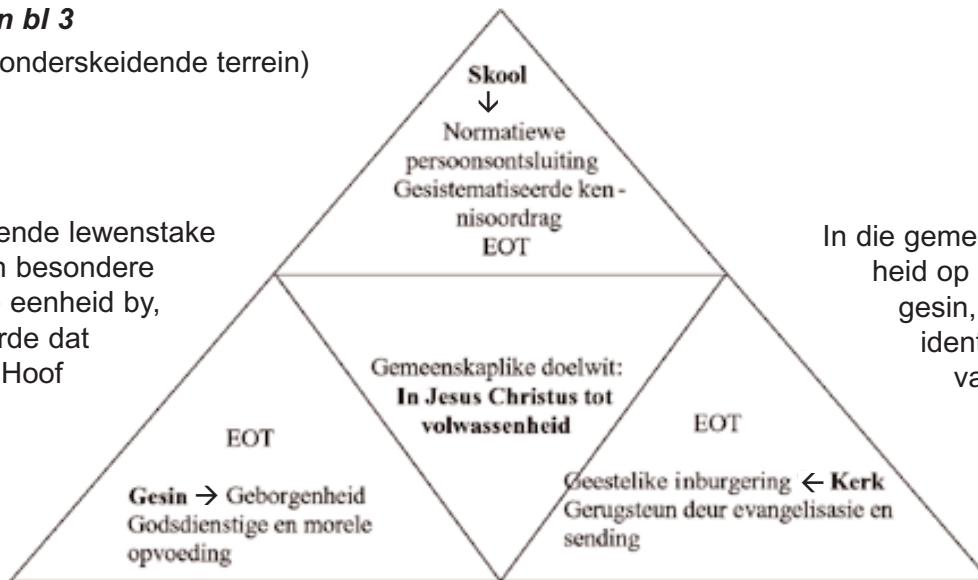 n bl 3
onderskeidende terrein)
Skool
↓
Normatiewe
persoonsontsluiting
Gesistematiseerde ken-
nisoordrag
EOT
ende lewenstake
n besondere
eenheid by,
rde dat
Hoof
In die geme
heid op
gesin,
ident
va
Gemeenskaplike doelwit:
In Jesus Christus tot
volwassenheid
EOT
Gesin → Geborgenheid
Godsdienstige en morele
opvoeding
EOT
Geestelike inburgering ← Kerk
Gerugsteun deur evangelisasie en
sending